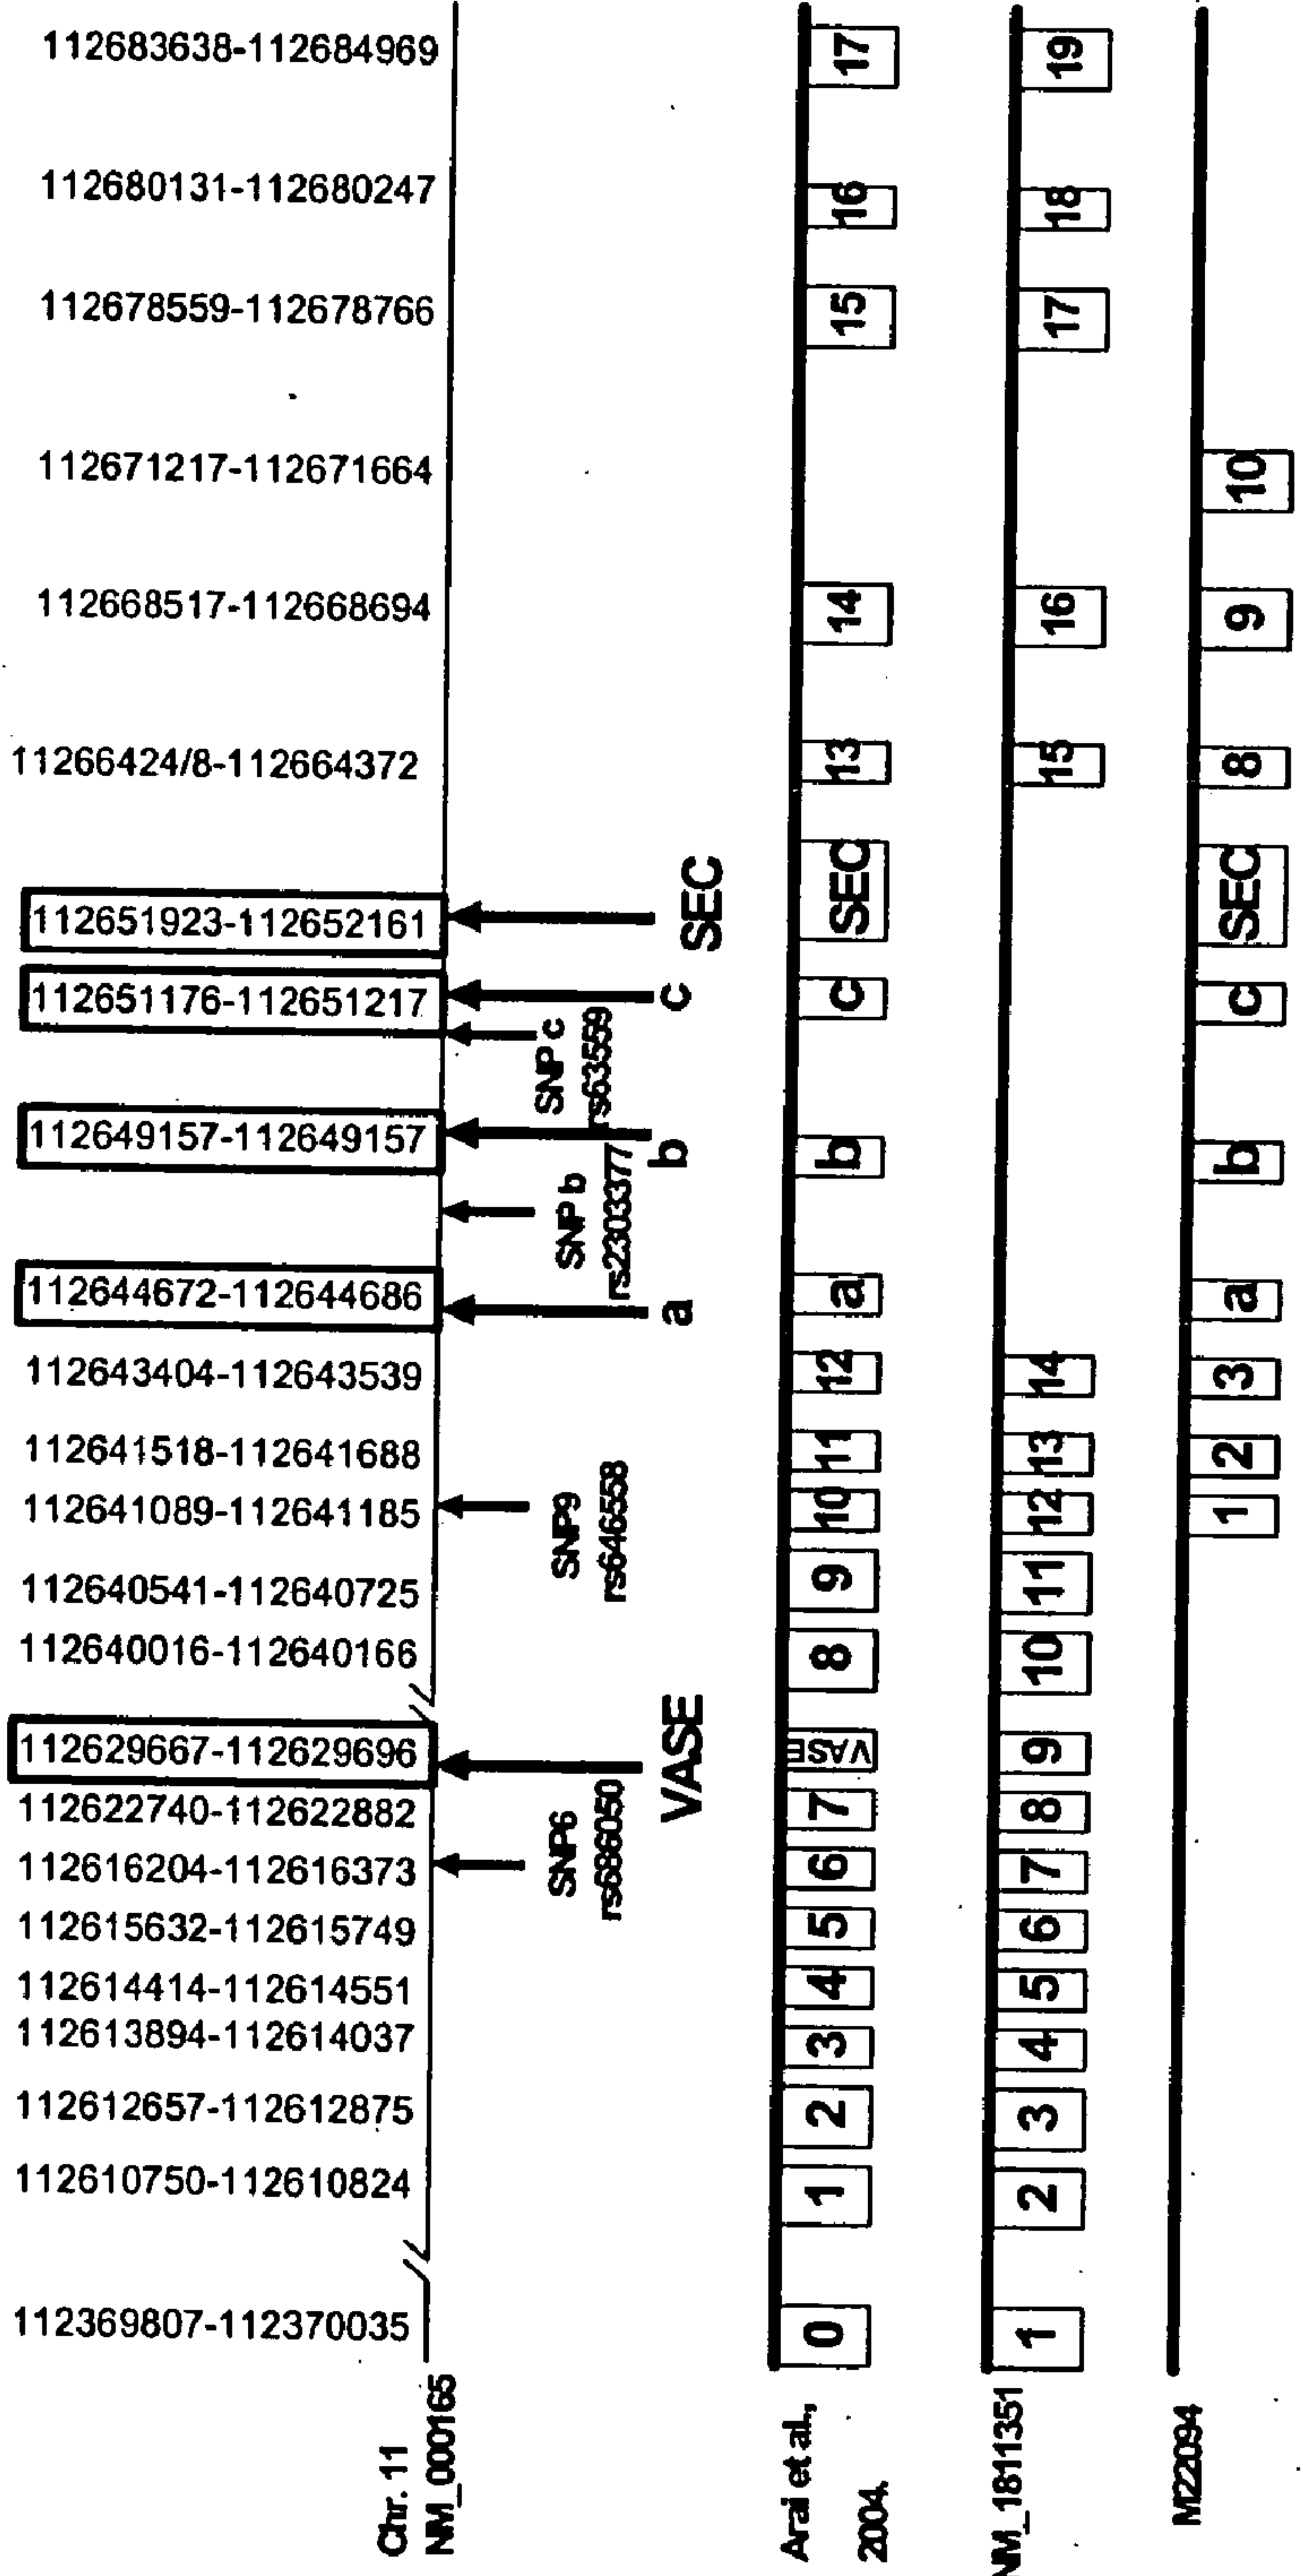 112683638-112684969
112680131-112680247
112678559-112678766
112671217-112671664
112668517-112668694
11266424/8-112664372
112651923-112652161
112651176-112651217
112649157-112649157
112644672-112644686
112643404-112643539
112641518-112641688
112641089-112641185
112640541-112640725
112640016-112640166
112629667-112629696
112622740-112622882
112616204-112616373
112615632-112615749
112614414-112614551
112613894-112614037
112612657-112612875
112610750-112610824
112369807-112370035
Chr. 11
NM_000165
SNP6
rs686050
VASE
SNP9
rs646558
a
SNP b
rs2303377
b
SNP c
rs63559
c
SEC
Arai et al.,
2004.
0 1 2 3 4 5 6 7 VASE 8 9 10 11 12 a b c SEC 13 14 15 16 17
NM_181351
1 2 3 4 5 6 7 8 9 10 11 12 13 14 15 16 17 18 19
M22094
1 2 3 a b c SEC 8 9 10